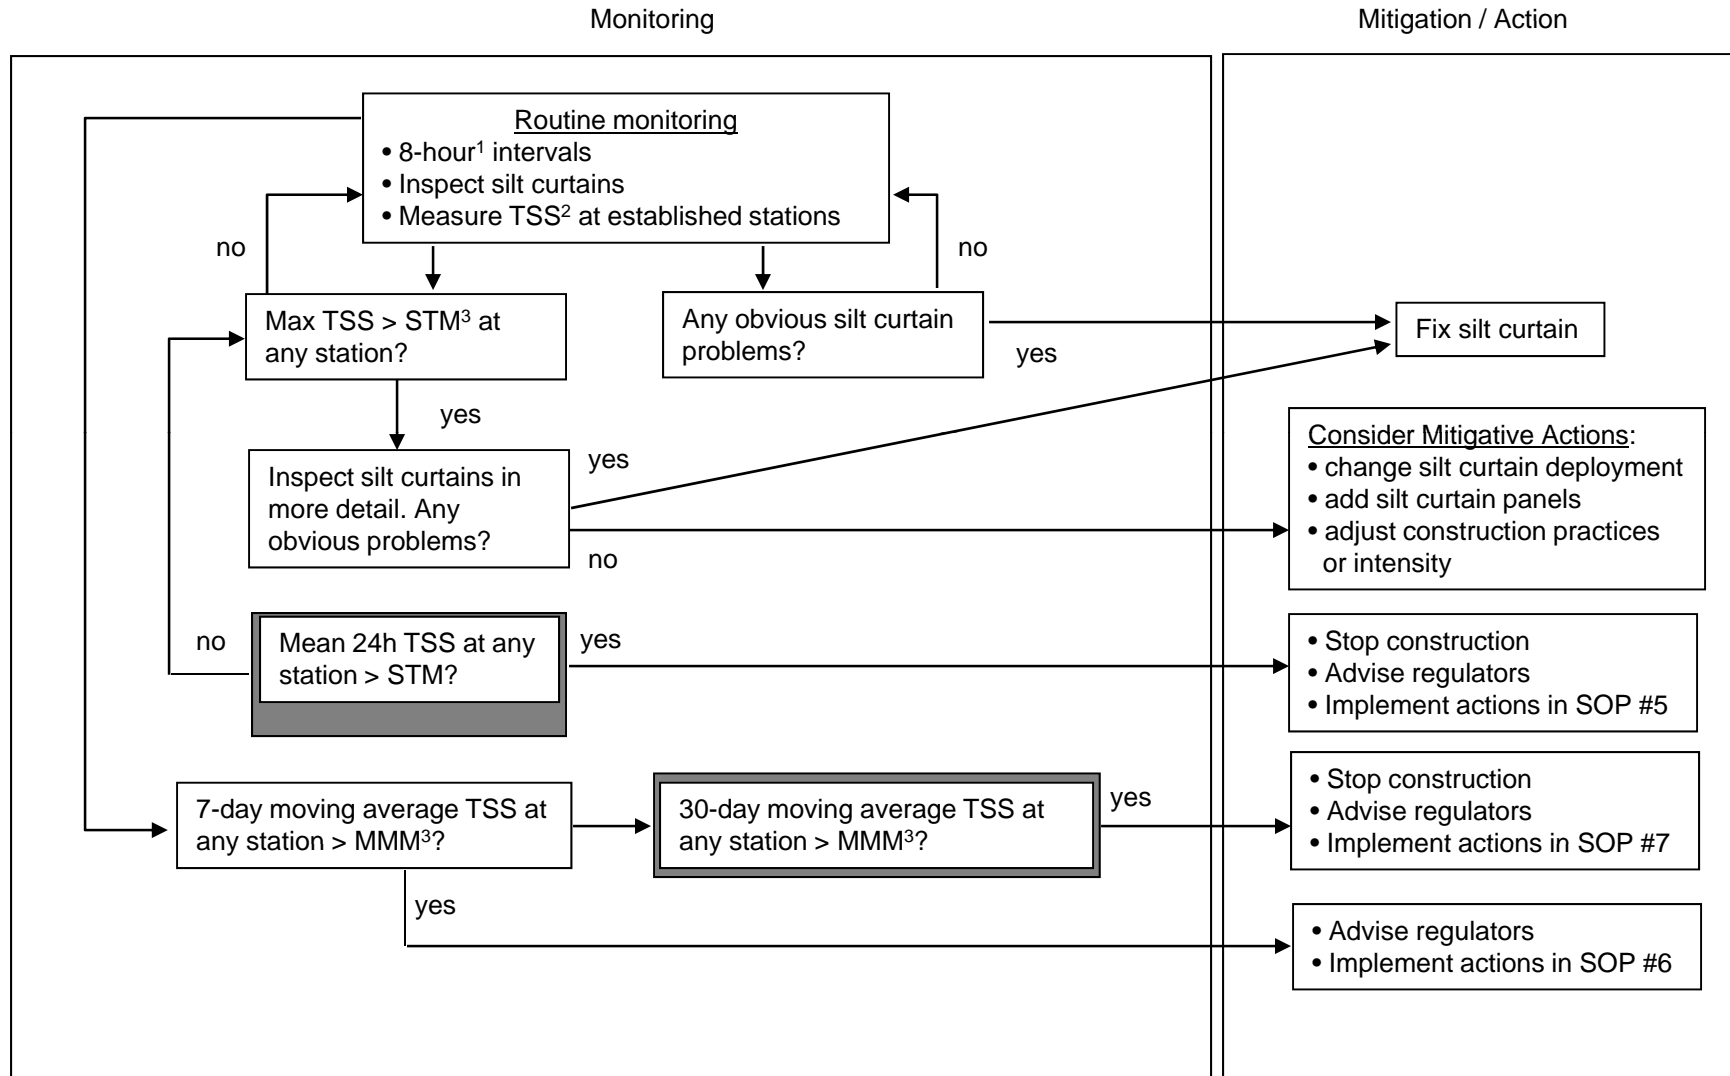 Monitoring
Mitigation / Action
Routine monitoring
• 8-hour¹ intervals
• Inspect silt curtains
• Measure TSS² at established stations
no
no
Max TSS > STM³ at
any station?
Any obvious silt curtain
problems?
yes
Fix silt curtain
yes
Inspect silt curtains in
more detail. Any
obvious problems?
yes
no
Consider Mitigative Actions:
• change silt curtain deployment
• add silt curtain panels
• adjust construction practices
or intensity
no
Mean 24h TSS at any
station > STM?
yes
• Stop construction
• Advise regulators
• Implement actions in SOP #5
7-day moving average TSS at
any station > MMM³?
30-day moving average TSS at
any station > MMM³?
yes
• Stop construction
• Advise regulators
• Implement actions in SOP #7
yes
• Advise regulators
• Implement actions in SOP #6